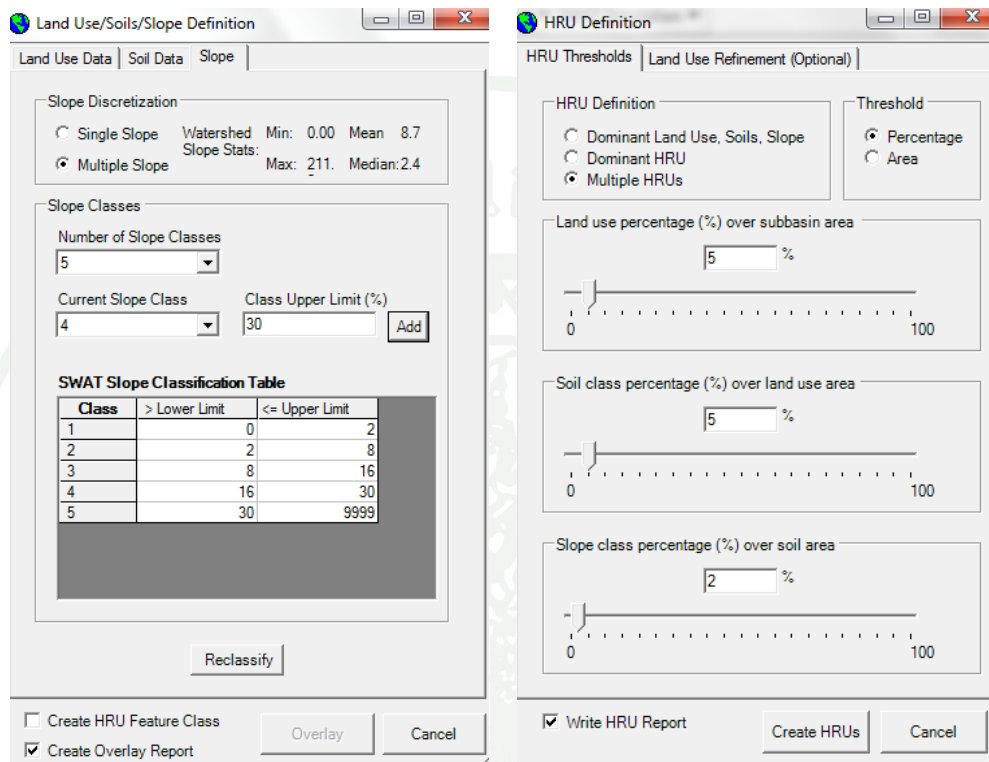 Land Use/Soils/Slope Definition
Land Use Data Soil Data Slope
Slope Discretization
Single Slope
Multiple Slope
Watershed Slope Stats:
Min: 0.00 Mean 8.7
Max: 211. Median: 2.4
Slope Classes
Number of Slope Classes
5
Current Slope Class Class Upper Limit (%)
4 30 Add
SWAT Slope Classification Table
Class > Lower Limit <= Upper Limit
1 0 2
2 2 8
3 8 16
4 16 30
5 30 9999
Reclassify
Create HRU Feature Class
Create Overlay Report
Overlay Cancel
HRU Definition
HRU Thresholds Land Use Refinement (Optional)
HRU Definition
Dominant Land Use, Soils, Slope
Dominant HRU
Multiple HRUs
Threshold
Percentage
Area
Land use percentage (%) over subbasin area
5 %
0 100
Soil class percentage (%) over land use area
5 %
0 100
Slope class percentage (%) over soil area
2 %
0 100
Write HRU Report
Create HRUs Cancel